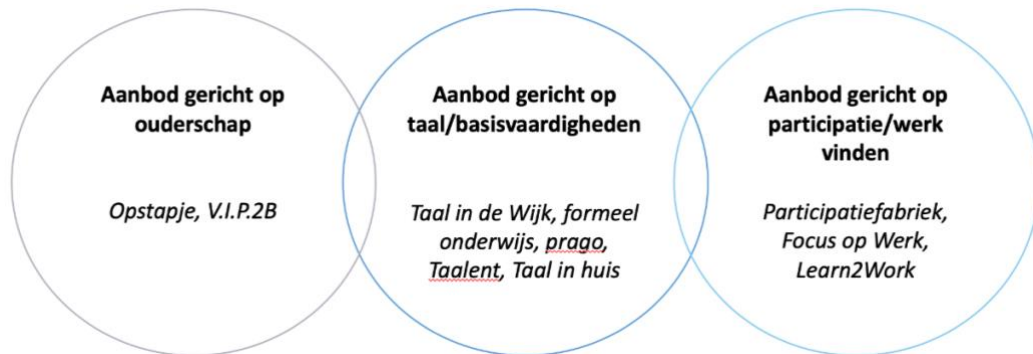 Aanbod gericht op
ouderschap
Opstapje, V.I.P.2B
Aanbod gericht op
taal/basisvaardigheden
Taal in de Wijk, formeel
onderwijs, prago,
Taalent, Taal in huis
Aanbod gericht op
participatie/werk
vinden
Participatiefabriek,
Focus op Werk,
Learn2Work